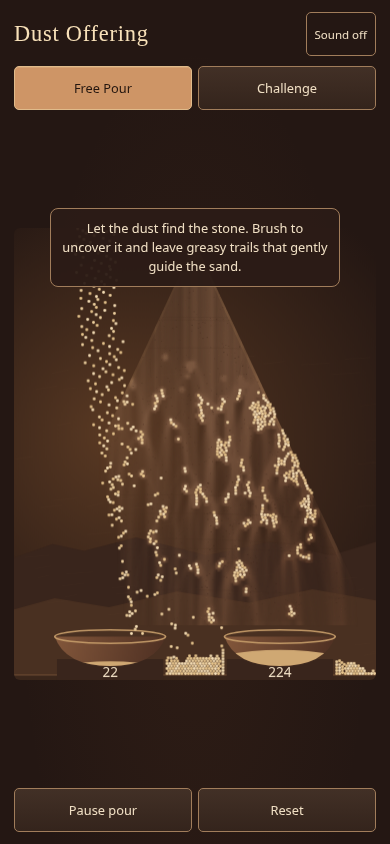 Dust Offering
Sound off
Free Pour
Challenge
Let the dust find the stone. Brush to
uncover it and leave greasy trails that gently
guide the sand.
22
224
Pause pour
Reset